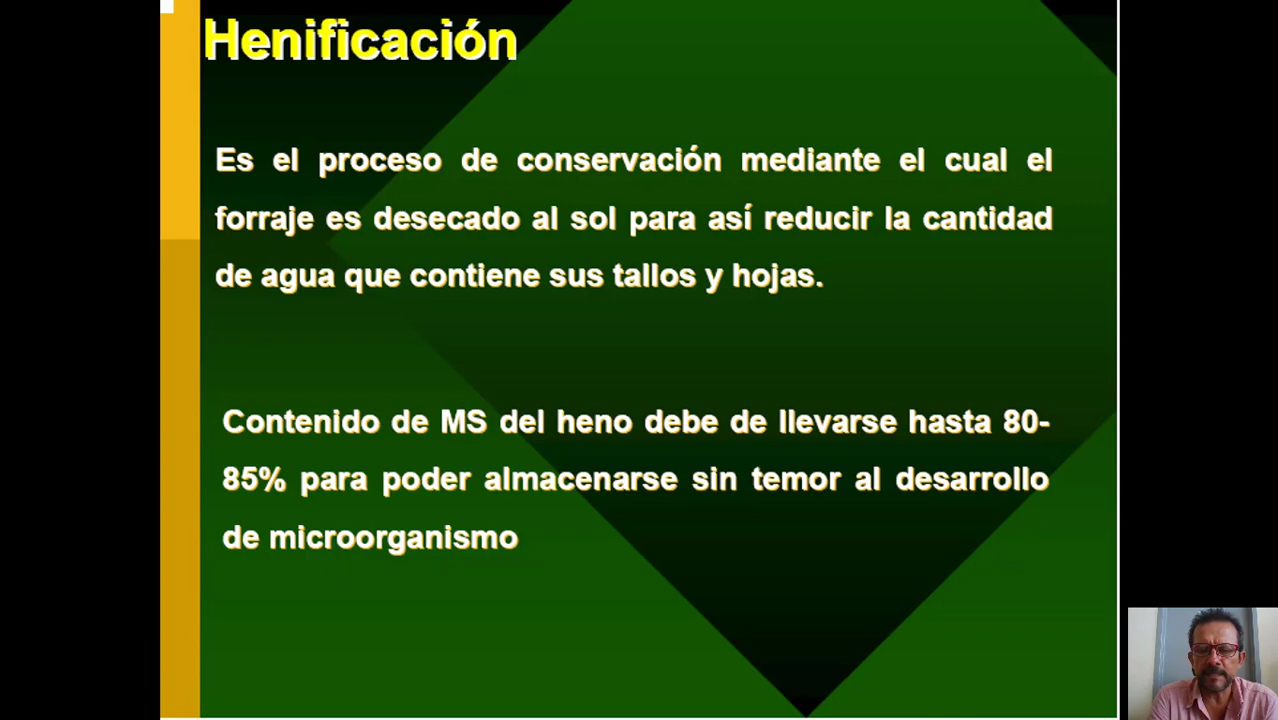 Henificación
Es el proceso de conservación mediante el cual el
forraje es desecado al sol para así reducir la cantidad
de agua que contiene sus tallos y hojas.
Contenido de MS del heno debe de llevarse hasta 80-
85% para poder almacenarse sin temor al desarrollo
de microorganismo